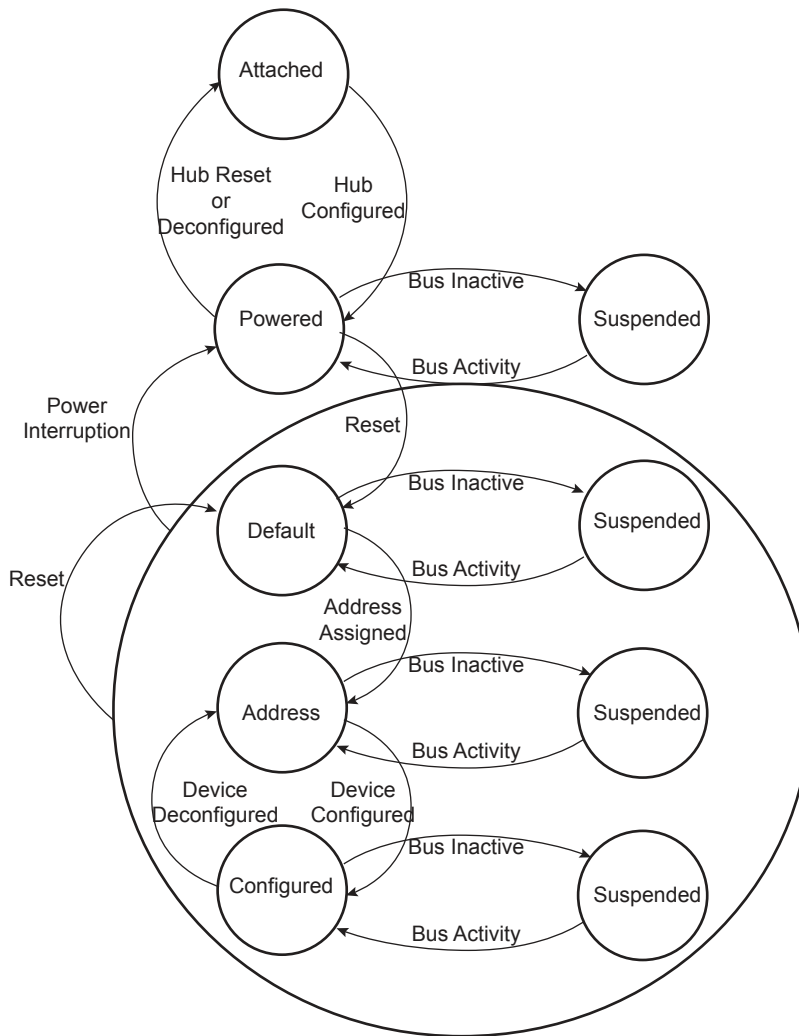 Attached
Hub Reset
or
Deconfigured
Hub
Configured
Powered
Bus Inactive
Suspended
Bus Activity
Power
Interruption
Reset
Default
Bus Inactive
Suspended
Bus Activity
Reset
Address
Assigned
Address
Bus Inactive
Suspended
Bus Activity
Device
Deconfigured
Device
Configured
Configured
Bus Inactive
Suspended
Bus Activity